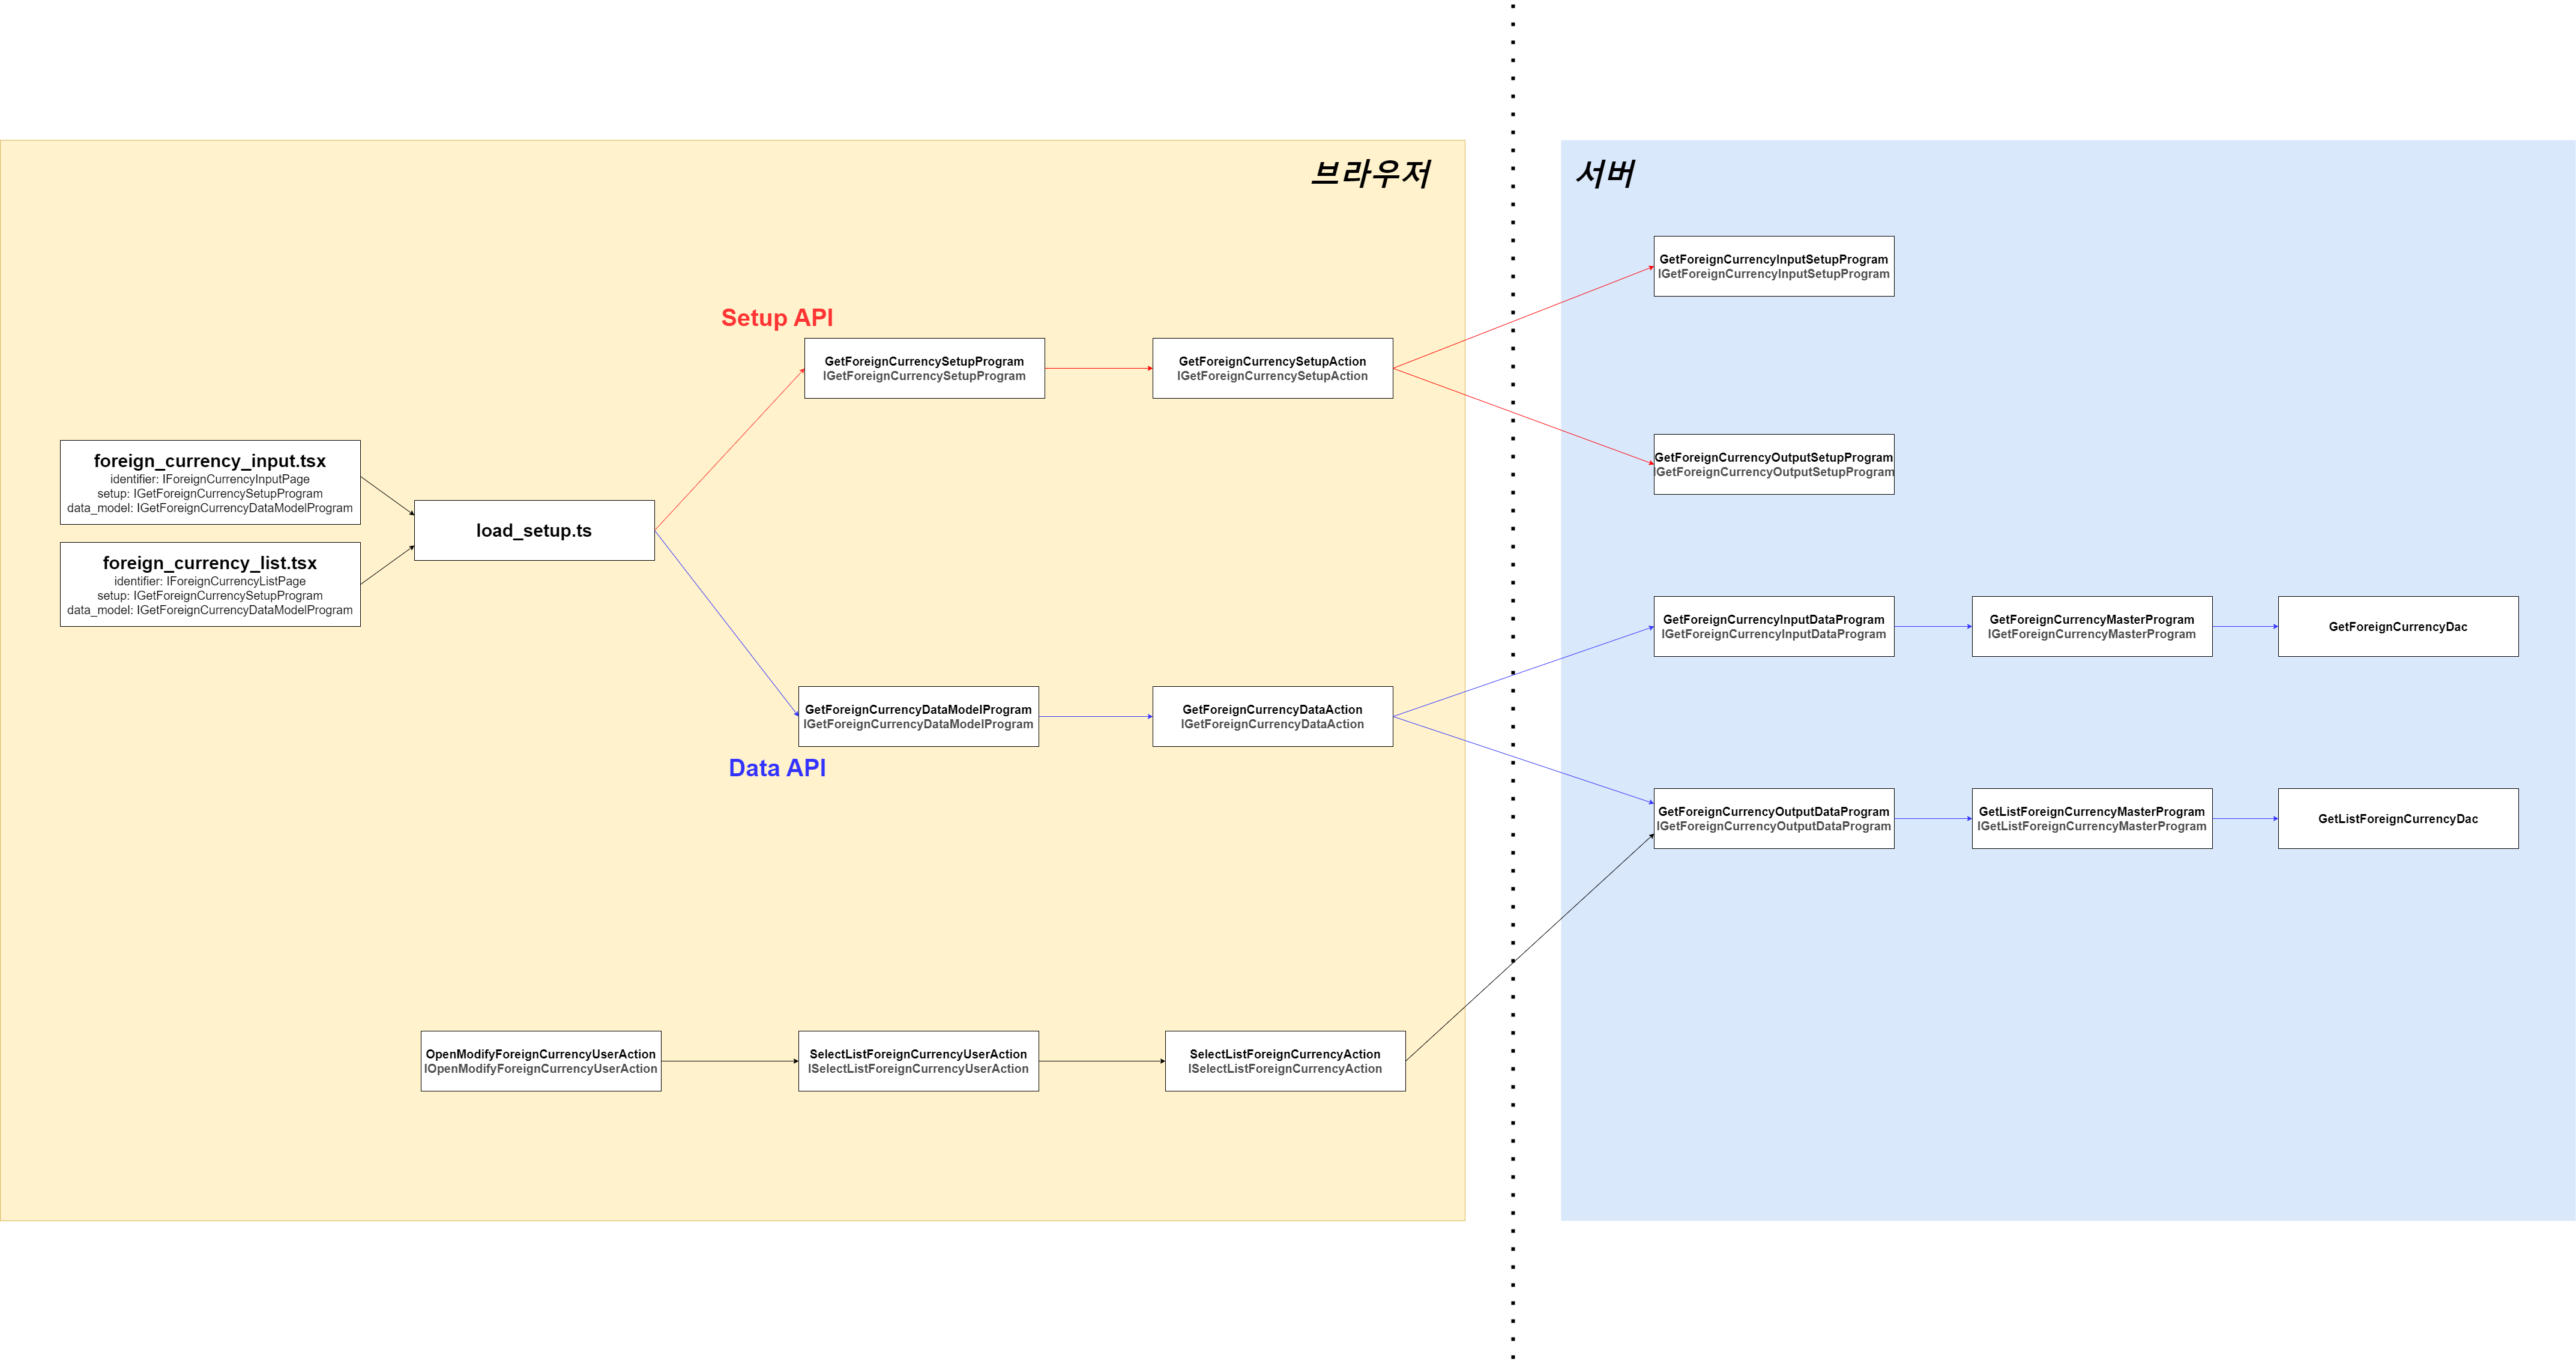 브라우저
서버
GetForeignCurrencyInputSetupProgram
IGetForeignCurrencyInputSetupProgram
Setup API
GetForeignCurrencySetupProgram
IGetForeignCurrencySetupProgram
GetForeignCurrencySetupAction
IGetForeignCurrencySetupAction
GetForeignCurrencyOutputSetupProgram
IGetForeignCurrencyOutputSetupProgram
foreign_currency_input.tsx
identifier: IForeignCurrencyInputPage
setup: IGetForeignCurrencySetupProgram
data_model: IGetForeignCurrencyDataModelProgram
load_setup.ts
foreign_currency_list.tsx
identifier: IForeignCurrencyListPage
setup: IGetForeignCurrencySetupProgram
data_model: IGetForeignCurrencyDataModelProgram
GetForeignCurrencyInputDataProgram
IGetForeignCurrencyInputDataProgram
GetForeignCurrencyMasterProgram
IGetForeignCurrencyMasterProgram
GetForeignCurrencyDac
GetForeignCurrencyDataModelProgram
IGetForeignCurrencyDataModelProgram
GetForeignCurrencyDataAction
IGetForeignCurrencyDataAction
Data API
GetForeignCurrencyOutputDataProgram
IGetForeignCurrencyOutputDataProgram
GetListForeignCurrencyMasterProgram
IGetListForeignCurrencyMasterProgram
GetListForeignCurrencyDac
OpenModifyForeignCurrencyUserAction
IOpenModifyForeignCurrencyUserAction
SelectListForeignCurrencyUserAction
ISelectListForeignCurrencyUserAction
SelectListForeignCurrencyAction
ISelectListForeignCurrencyAction